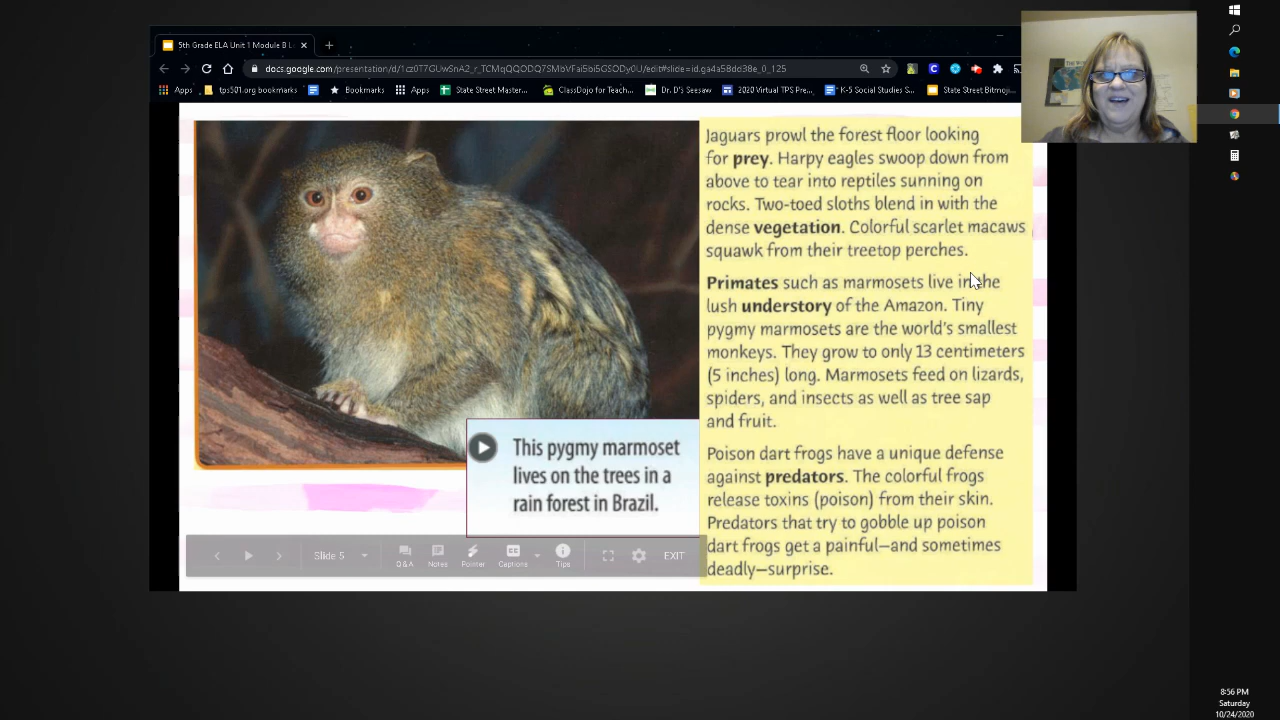 5th Grade ELA Unit 1 Module B L
docs.google.com/presentation/d/1cz0T7GUwSnA2_r_TCMqQQODQ7SMbVFai5bi5GSODy0U/edit#slide=id.ga4a58dd38e_0_125
Apps tps501.org bookmarks Bookmarks Apps State Street Master... ClassDojo for Teach... Dr. D's Seesaw 2020 Virtual TPS Pre... K-5 Social Studies S... State Street Bitmoji...
Jaguars prowl the forest floor looking
for prey. Harpy eagles swoop down from
above to tear into reptiles sunning on
rocks. Two-toed sloths blend in with the
dense vegetation. Colorful scarlet macaws
squawk from their treetop perches.
Primates such as marmosets live in the
lush understory of the Amazon. Tiny
pygmy marmosets are the world's smallest
monkeys. They grow to only 13 centimeters
(5 inches) long. Marmosets feed on lizards,
spiders, and insects as well as tree sap
and fruit.
Poison dart frogs have a unique defense
against predators. The colorful frogs
release toxins (poison) from their skin.
Predators that try to gobble up poison
dart frogs get a painful—and sometimes
deadly—surprise.
This pygmy marmoset
lives on the trees in a
rain forest in Brazil.
Slide 5 Q&A Notes Pointer CC Captions Tips EXIT
8:56 PM
Saturday
10/24/2020